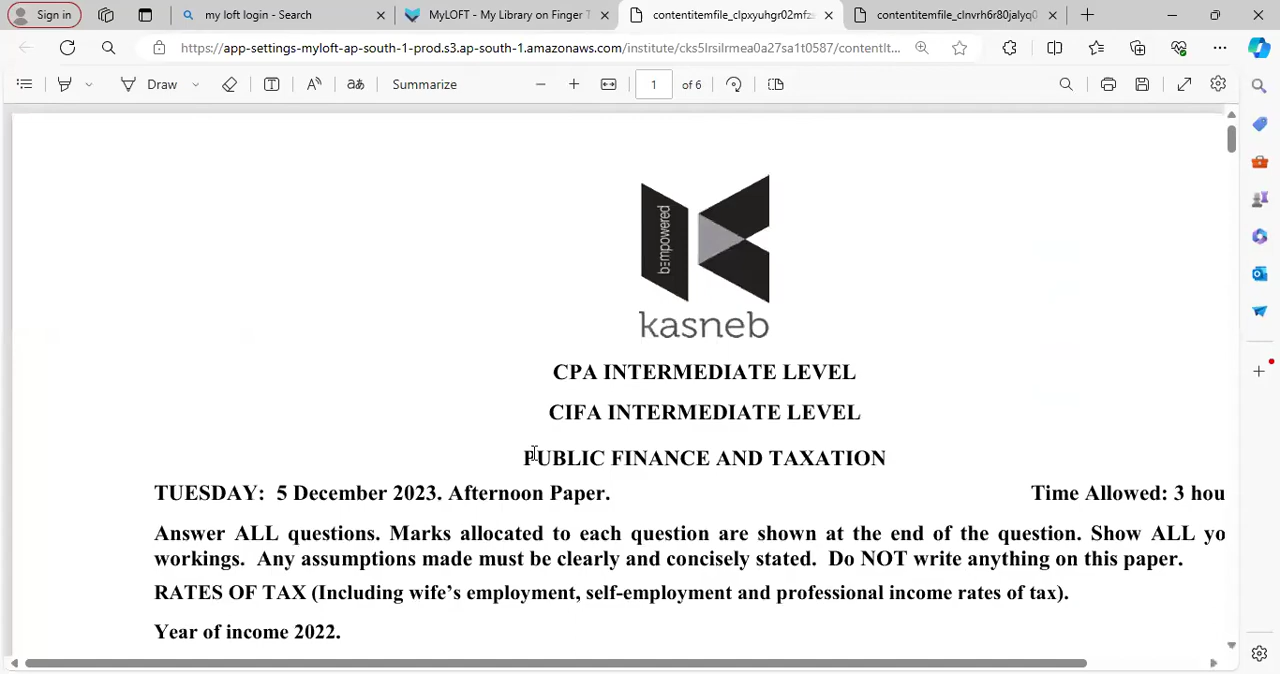 Sign in
my loft login - Search
MyLOFT - My Library on Finger T
contentitemfile_clpxyuhgr02mfzs
contentitemfile_clnvrh6r80jalyq0
https://app-settings-myloft-ap-south-1-prod.s3.ap-south-1.amazonaws.com/institute/cks5lrsilrmea0a27sa1t0587/contentIt...
Draw
aあ
Summarize
1 of 6
b=mpowered
kasneb
CPA INTERMEDIATE LEVEL
CIFA INTERMEDIATE LEVEL
PUBLIC FINANCE AND TAXATION
TUESDAY: 5 December 2023. Afternoon Paper. Time Allowed: 3 hou
Answer ALL questions. Marks allocated to each question are shown at the end of the question. Show ALL yo
workings. Any assumptions made must be clearly and concisely stated. Do NOT write anything on this paper.
RATES OF TAX (Including wife's employment, self-employment and professional income rates of tax).
Year of income 2022.